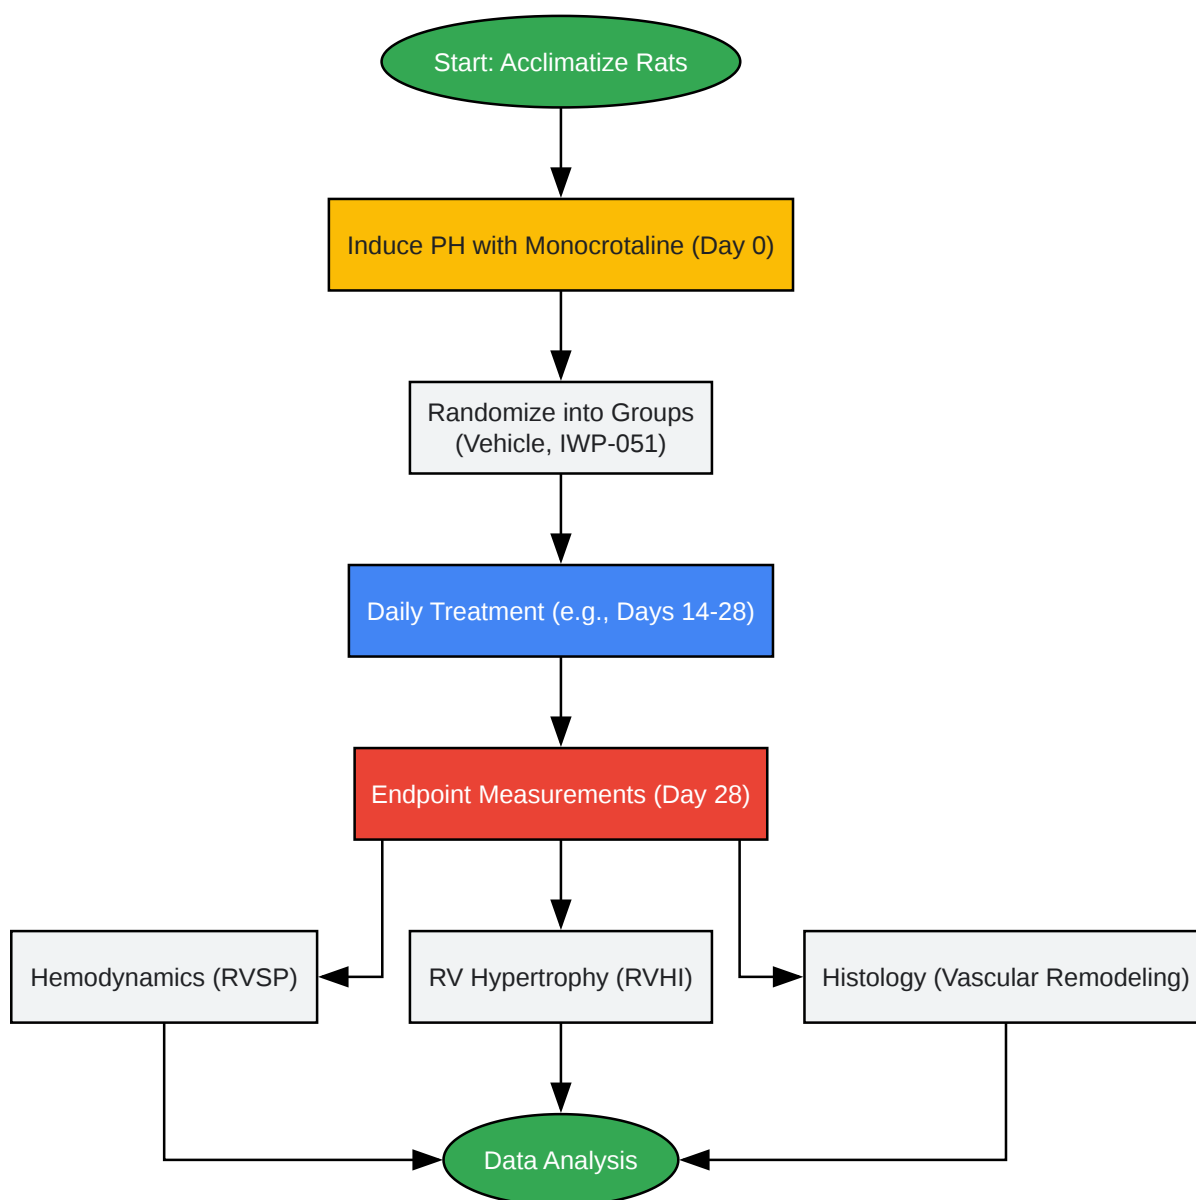 Start: Acclimatize Rats
Induce PH with Monocrotaline (Day 0)
Randomize into Groups
(Vehicle, IWP-051)
Daily Treatment (e.g., Days 14-28)
Endpoint Measurements (Day 28)
Hemodynamics (RVSP)
RV Hypertrophy (RVHI)
Histology (Vascular Remodeling)
Data Analysis